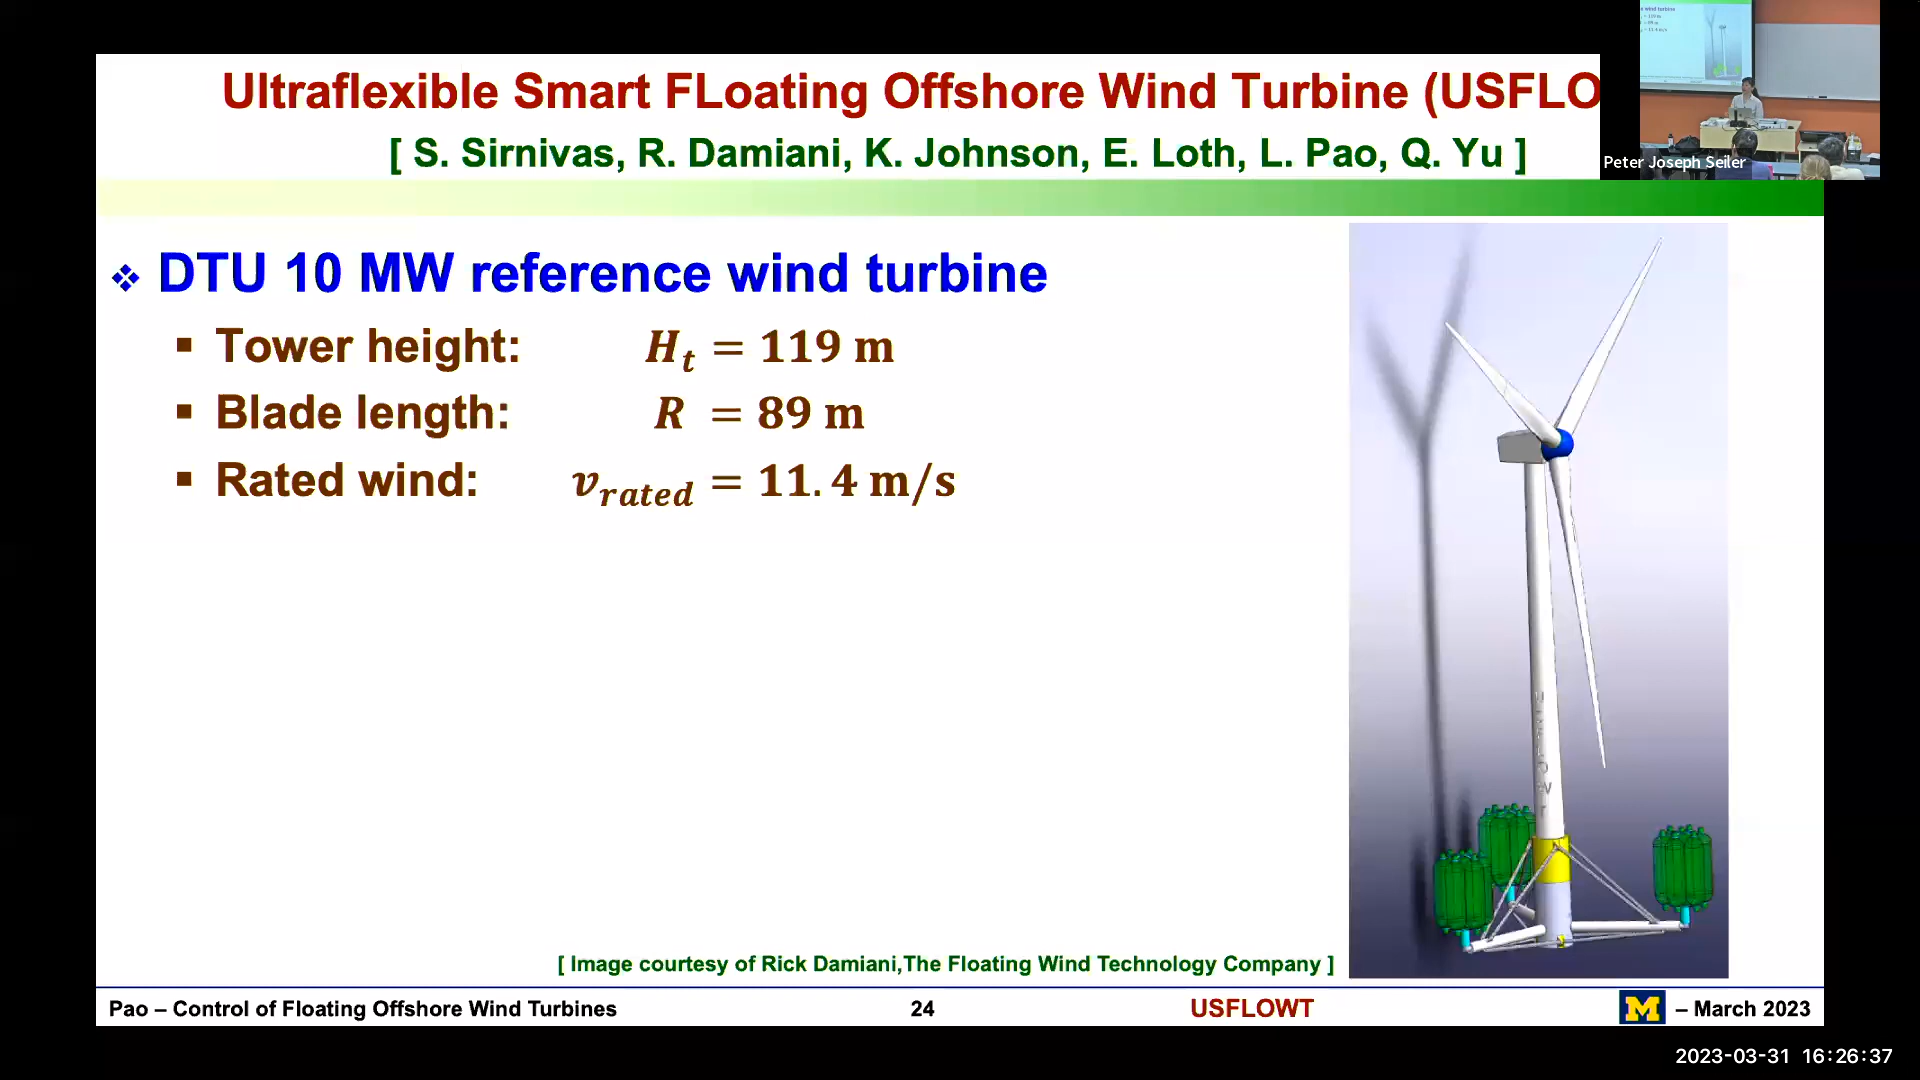 Ultraflexible Smart FLoating Offshore Wind Turbine (USFLO
[ S. Sirnivas, R. Damiani, K. Johnson, E. Loth, L. Pao, Q. Yu ]
Peter Joseph Seiler
❖ DTU 10 MW reference wind turbine
▪ Tower height: H_t = 119 m
▪ Blade length: R = 89 m
▪ Rated wind: v_rated = 11.4 m/s
[ Image courtesy of Rick Damiani,The Floating Wind Technology Company ]
Pao – Control of Floating Offshore Wind Turbines 24 USFLOWT M – March 2023
2023-03-31 16:26:37